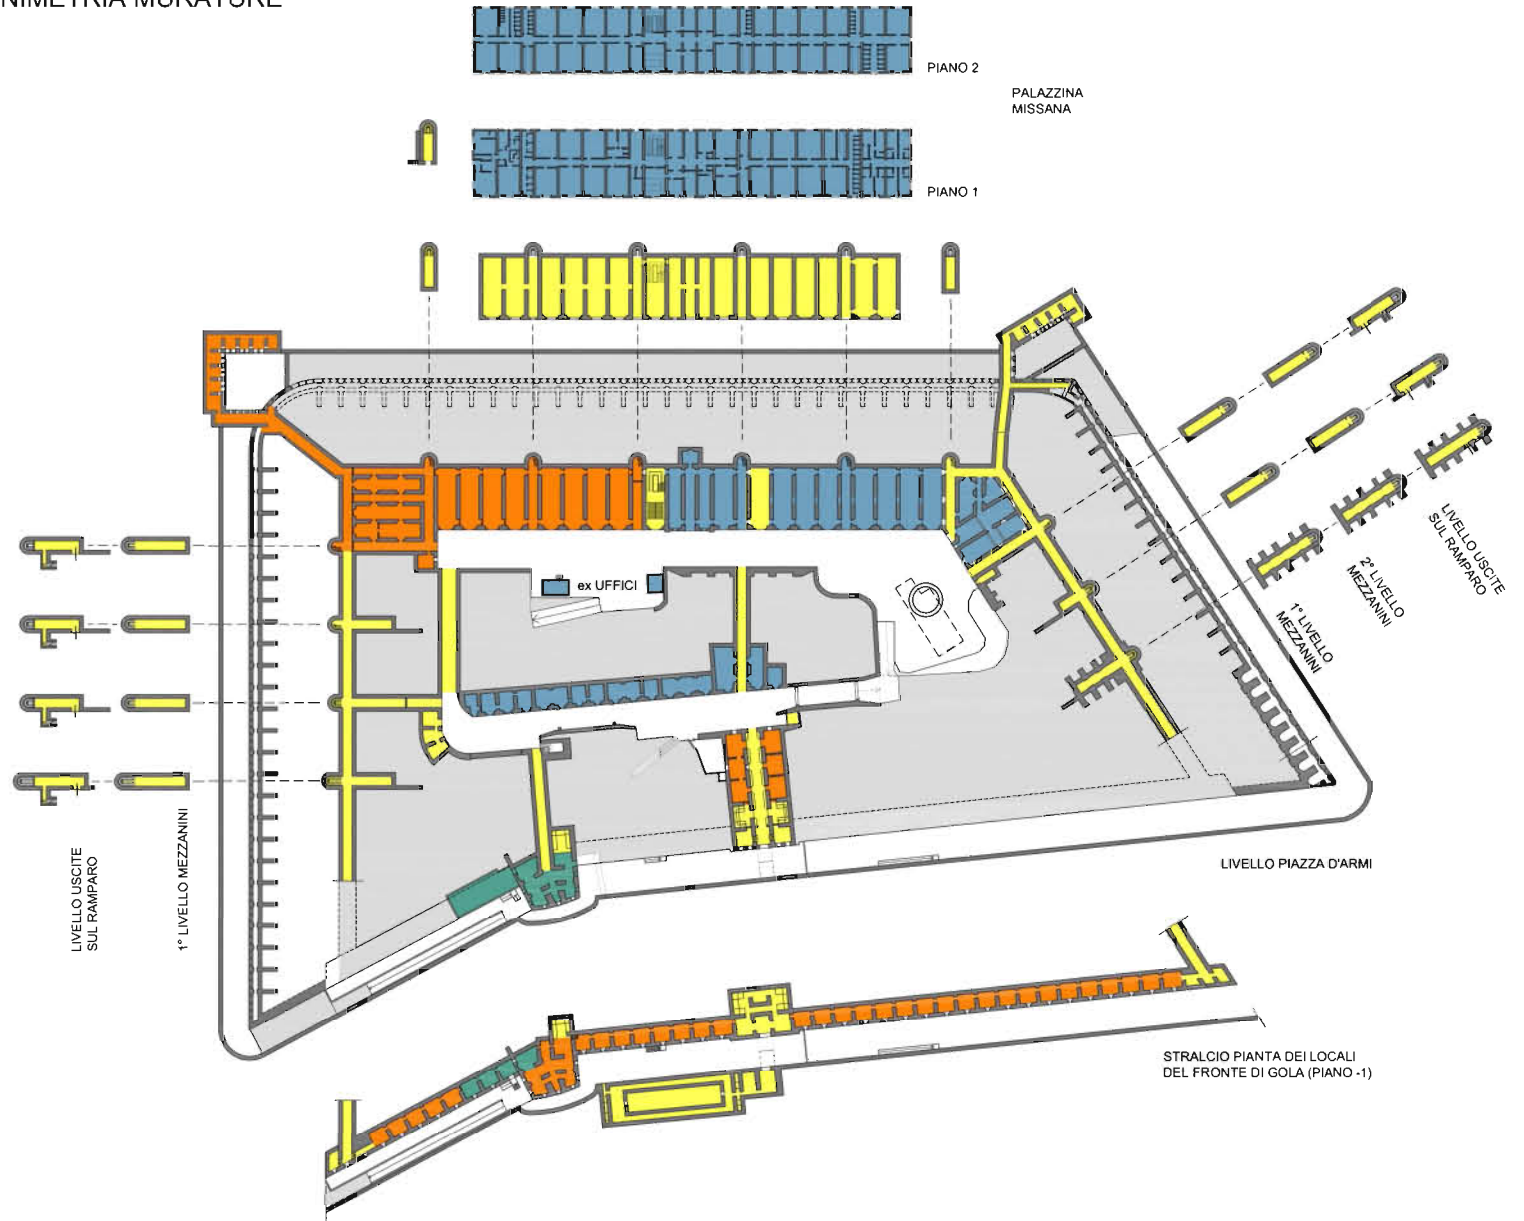 PIANO 2
PALAZZINA
MISSANA
PIANO 1
ex UFFICI
LIVELLO USCITE
SUL RAMPARO
2° LIVELLO
MEZZANINI
1° LIVELLO
MEZZANINI
LIVELLO USCITE
SUL RAMPARO
1° LIVELLO MEZZANINI
LIVELLO PIAZZA D'ARMI
STRALCIO PIANTA DEI LOCALI
DEL FRONTE DI GOLA (PIANO -1)